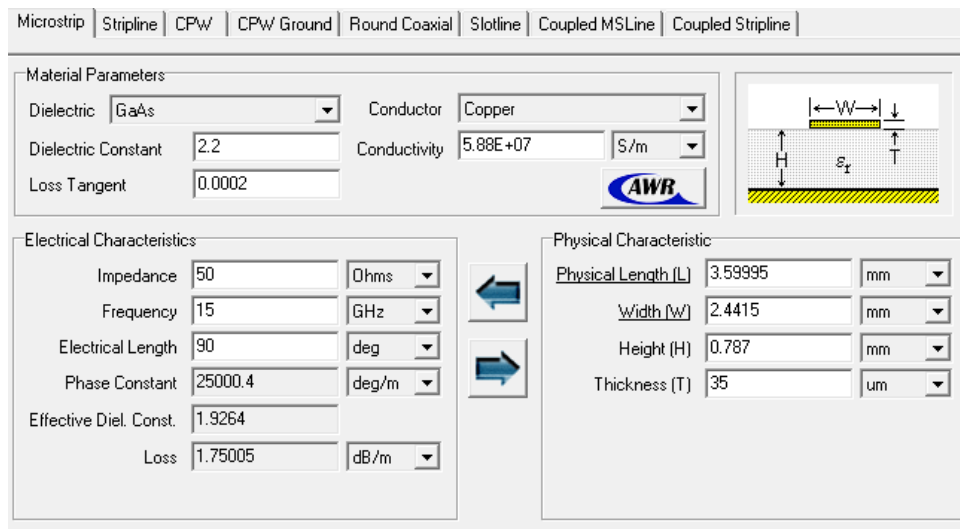 Microstrip Stripline CPW CPW Ground Round Coaxial Slotline Coupled MSLine Coupled Stripline
Material Parameters
Dielectric GaAs Conductor Copper
Dielectric Constant 2.2 Conductivity 5.88E+07 S/m
Loss Tangent 0.0002 AWR
W
H εr T
Electrical Characteristics
Impedance 50 Ohms
Frequency 15 GHz
Electrical Length 90 deg
Phase Constant 25000.4 deg/m
Effective Diel. Const. 1.9264
Loss 1.75005 dB/m
Physical Characteristic
Physical Length (L) 3.59995 mm
Width (W) 2.4415 mm
Height (H) 0.787 mm
Thickness (T) 35 um